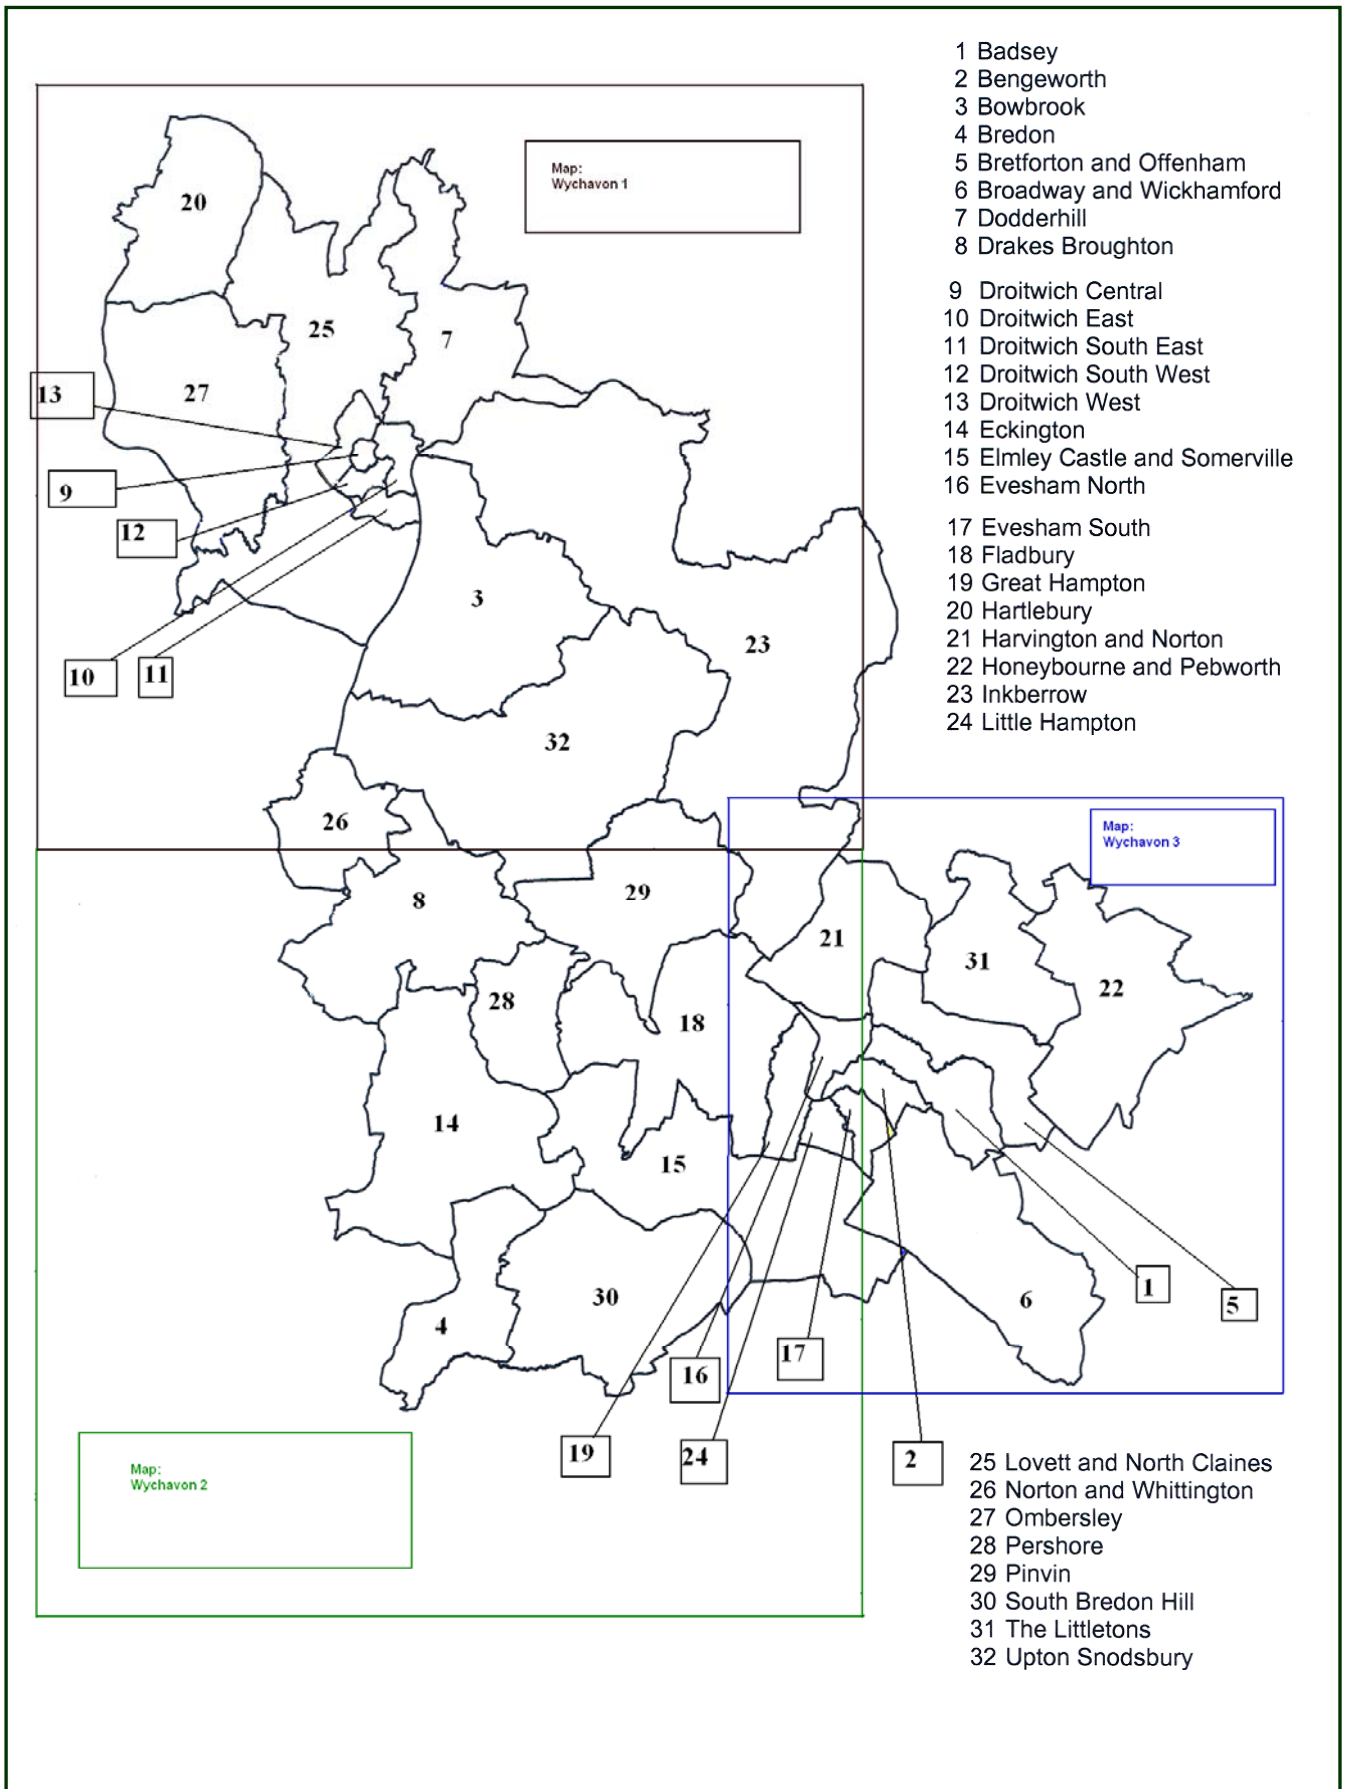 1 Badsey
2 Bengeworth
3 Bowbrook
4 Bredon
5 Bretforton and Offenham
6 Broadway and Wickhamford
7 Dodderhill
8 Drakes Broughton
9 Droitwich Central
10 Droitwich East
11 Droitwich South East
12 Droitwich South West
13 Droitwich West
14 Eckington
15 Elmley Castle and Somerville
16 Evesham North
17 Evesham South
18 Fladbury
19 Great Hampton
20 Hartlebury
21 Harvington and Norton
22 Honeybourne and Pebworth
23 Inkberrow
24 Little Hampton
Map:
Wychavon 1
20
25
7
27
13
9
12
3
23
10
11
32
26
Map:
Wychavon 3
8
29
21
31
22
28
18
14
15
30
4
6
1
5
17
16
19
24
2
Map:
Wychavon 2
25 Lovett and North Claines
26 Norton and Whittington
27 Ombersley
28 Pershore
29 Pinvin
30 South Bredon Hill
31 The Littletons
32 Upton Snodsbury